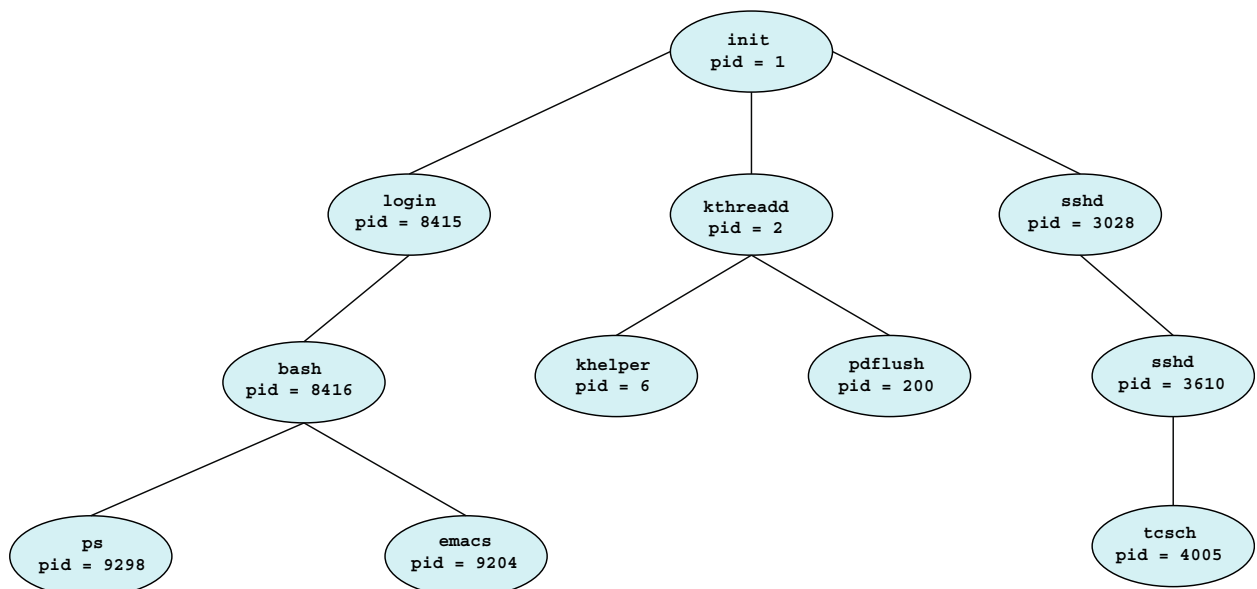 init
pid = 1
login
pid = 8415
kthreadd
pid = 2
sshd
pid = 3028
bash
pid = 8416
khelper
pid = 6
pdflush
pid = 200
sshd
pid = 3610
ps
pid = 9298
emacs
pid = 9204
tcsch
pid = 4005